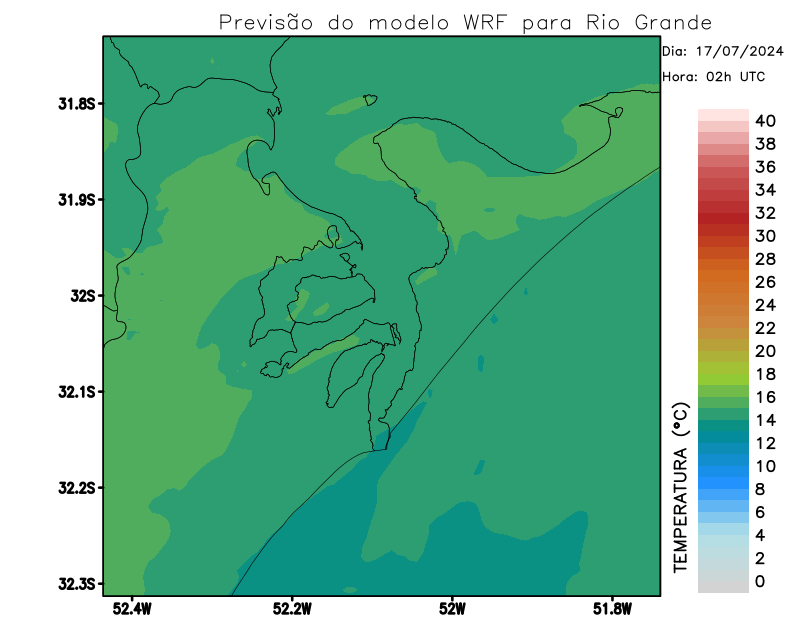 Previsão do modelo WRF para Rio Grande
Dia: 17/07/2024
Hora: 02h UTC
31.8S
31.9S
32S
32.1S
32.2S
32.3S
52.4W
52.2W
52W
51.8W
TEMPERATURA (°C)
40
38
36
34
32
30
28
26
24
22
20
18
16
14
12
10
8
6
4
2
0